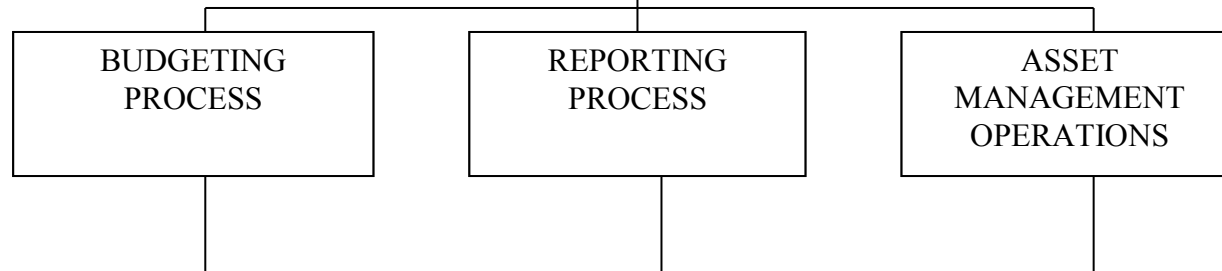 BUDGETING
PROCESS
REPORTING
PROCESS
ASSET
MANAGEMENT
OPERATIONS